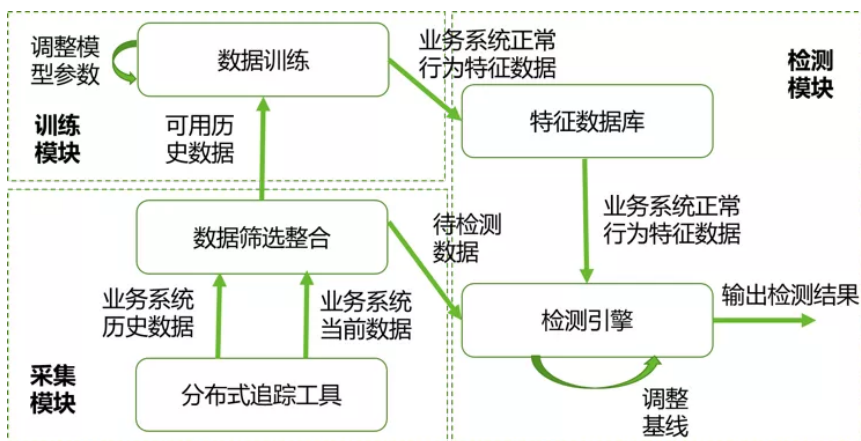 调整模
型参数
数据训练
业务系统正常
行为特征数据
检测
模块
训练
模块
可用历
史数据
特征数据库
数据筛选整合
待检测
数据
业务系统正常
行为特征数据
业务系统
历史数据
业务系统
当前数据
检测引擎
输出检测结果
采集
模块
分布式追踪工具
调整
基线